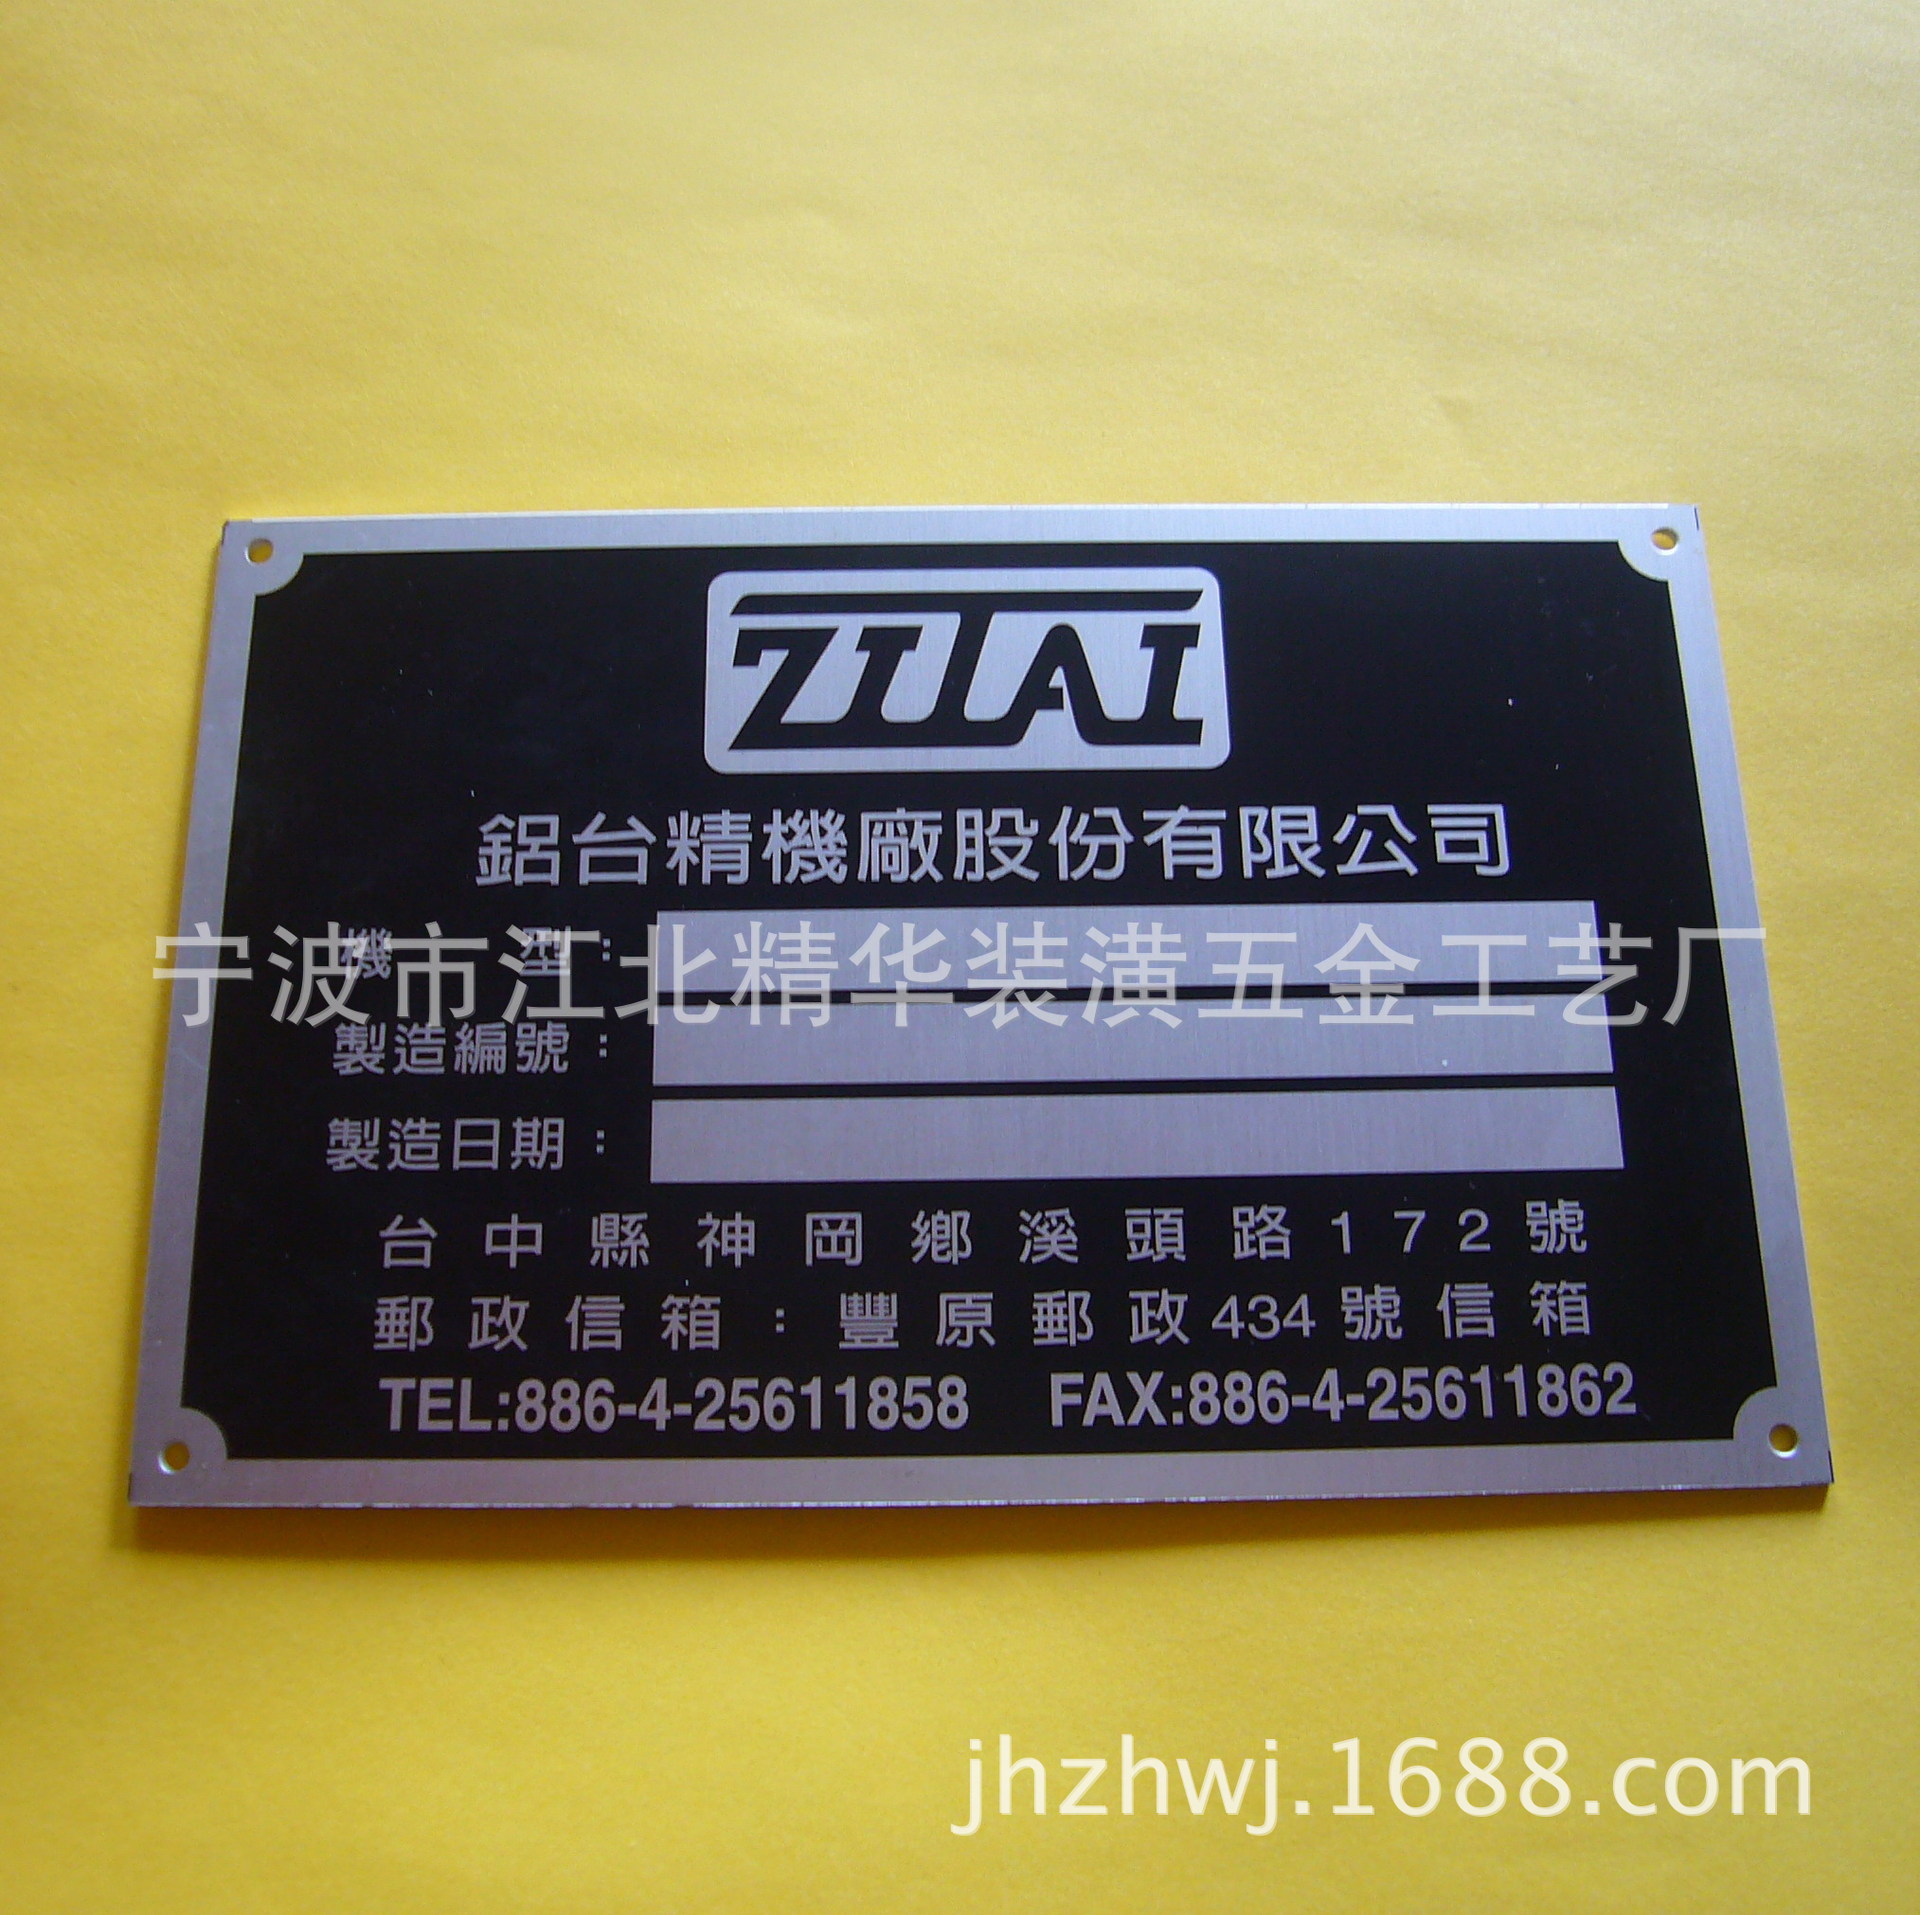 ZITAI
鋁台精機廠股份有限公司
機 型：
宁波市江北精华装潢五金工艺厂
製造編號：
製造日期：
台中縣神岡鄉溪頭路172號
郵政信箱：豐原郵政434號信箱
TEL:886-4-25611858 FAX:886-4-25611862
jhzhwj.1688.com